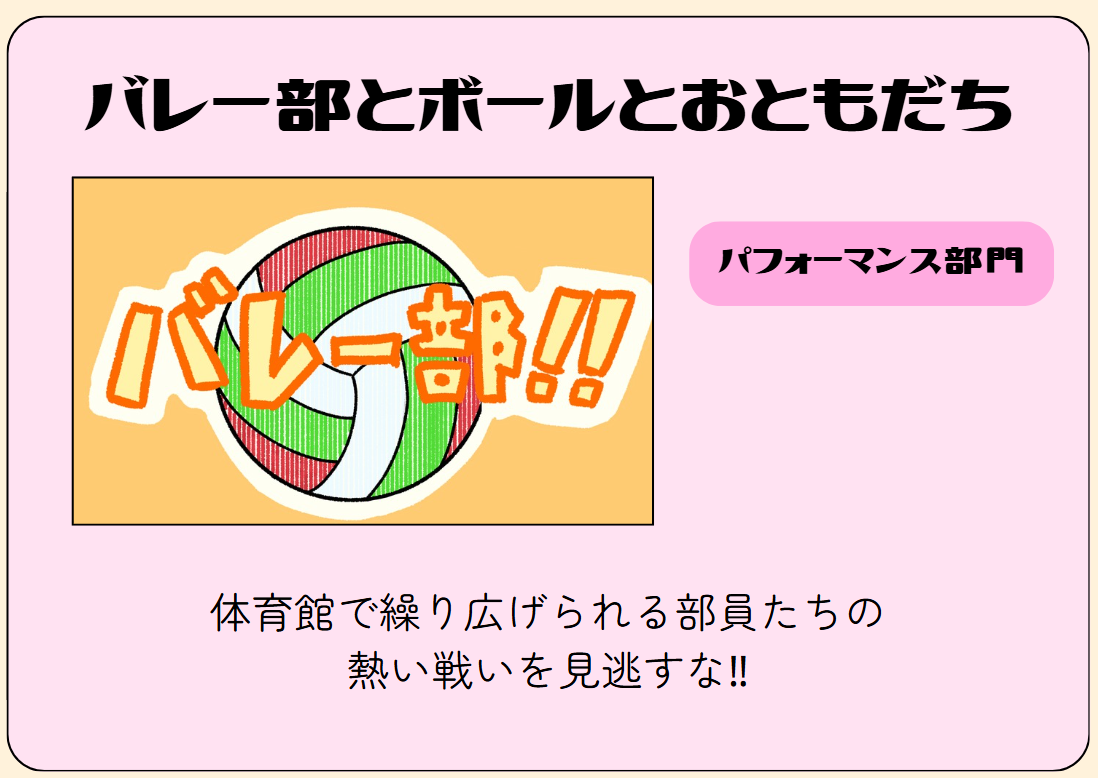 バレー部とボールとおともだち
バレー部!!
パフォーマンス部門
体育館で繰り広げられる部員たちの
熱い戦いを見逃すな!!